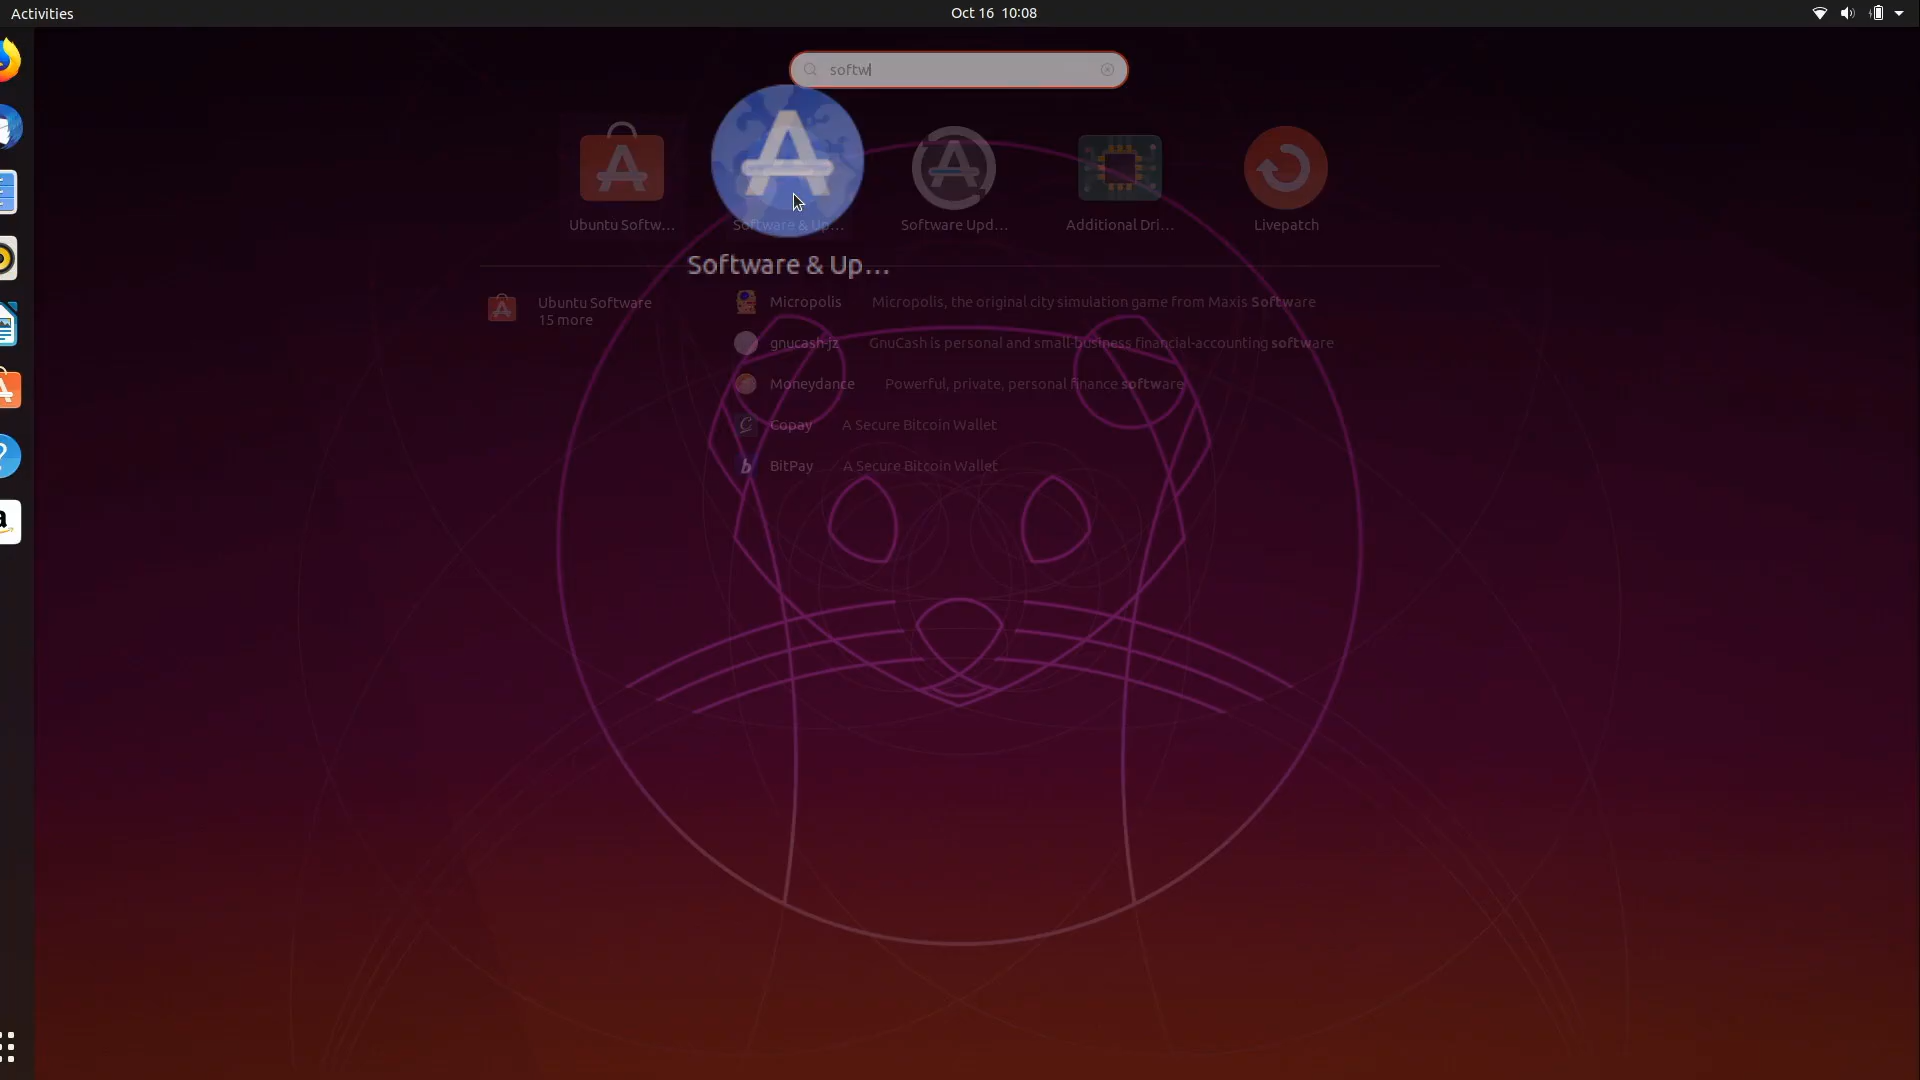 Activities
Oct 16 10:08
softw
Ubuntu Softw...
Software & Up...
Software Upd...
Additional Dri...
Livepatch
Software & Up...
Ubuntu Software
15 more
Micropolis Micropolis, the original city simulation game from Maxis Software
gnucash-jz GnuCash is personal and small-business financial-accounting software
Moneydance Powerful, private, personal finance software
Copay A Secure Bitcoin Wallet
BitPay A Secure Bitcoin Wallet